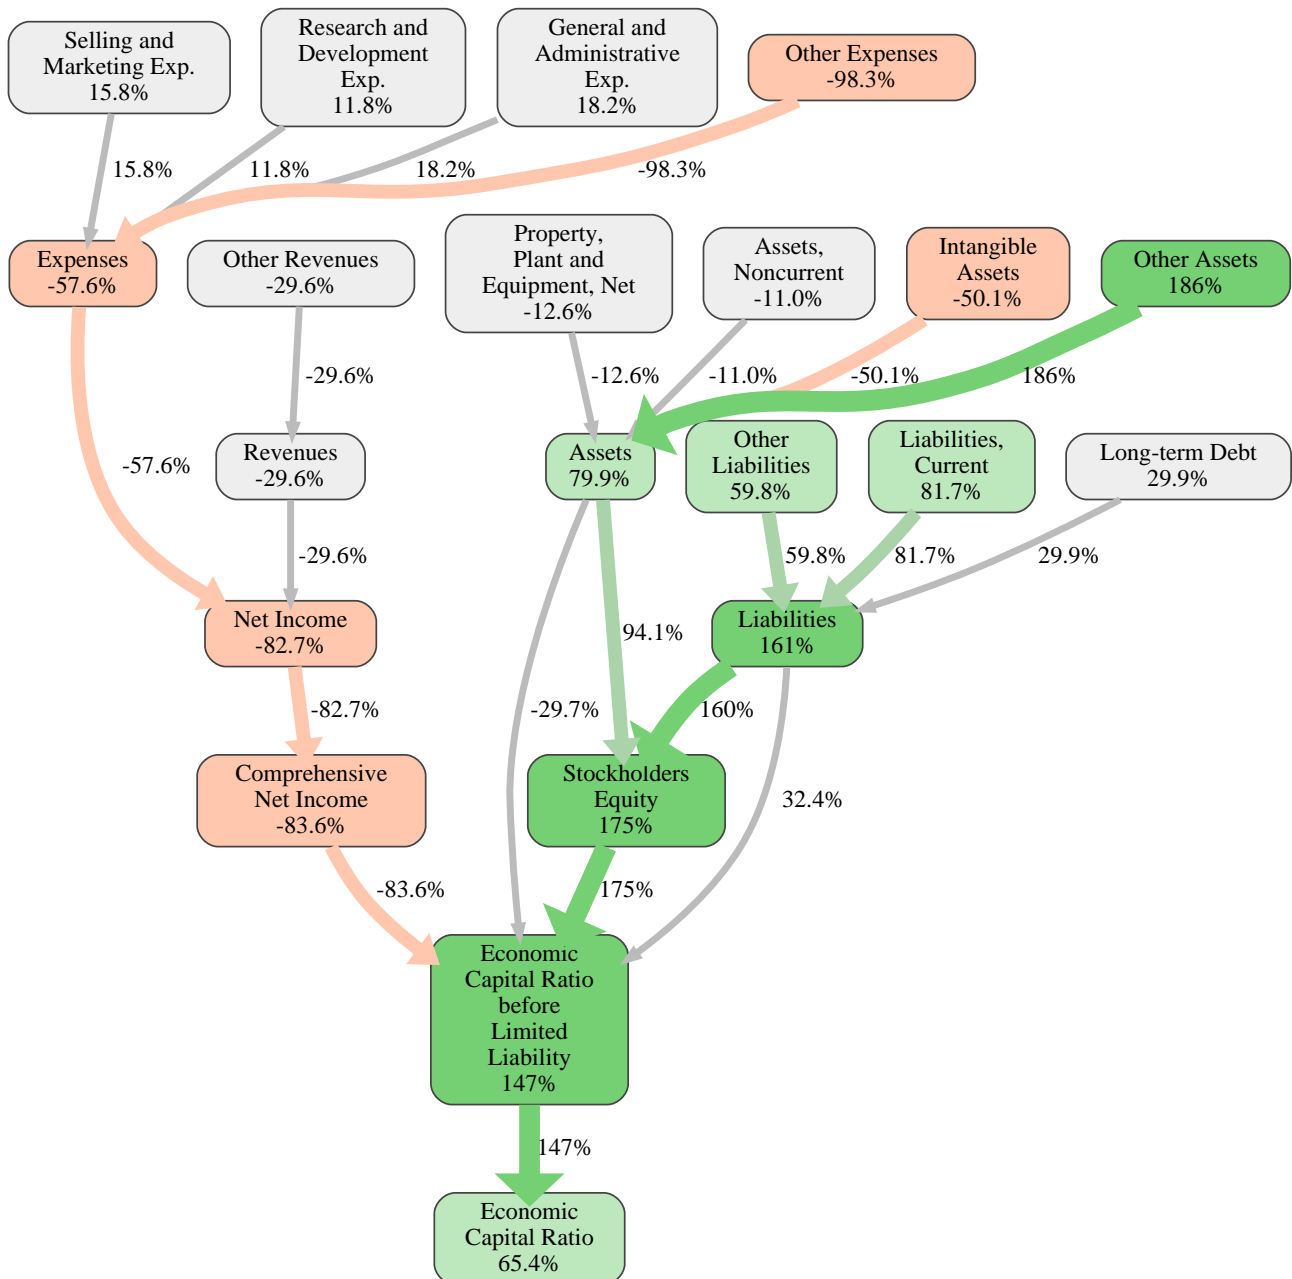 Selling and
Marketing Exp.
15.8%
Research and
Development
Exp.
11.8%
General and
Administrative
Exp.
18.2%
Other Expenses
-98.3%
15.8%
11.8%
18.2%
-98.3%
Expenses
-57.6%
Other Revenues
-29.6%
Property,
Plant and
Equipment, Net
-12.6%
Assets,
Noncurrent
-11.0%
Intangible
Assets
-50.1%
Other Assets
186%
-29.6%
-12.6%
-11.0%
-50.1%
186%
-57.6%
Revenues
-29.6%
Assets
79.9%
Other
Liabilities
59.8%
Liabilities,
Current
81.7%
Long-term Debt
29.9%
-29.6%
59.8%
81.7%
29.9%
Net Income
-82.7%
94.1%
Liabilities
161%
-82.7%
-29.7%
160%
Comprehensive
Net Income
-83.6%
Stockholders
Equity
175%
32.4%
-83.6%
175%
Economic
Capital Ratio
before
Limited
Liability
147%
147%
Economic
Capital Ratio
65.4%